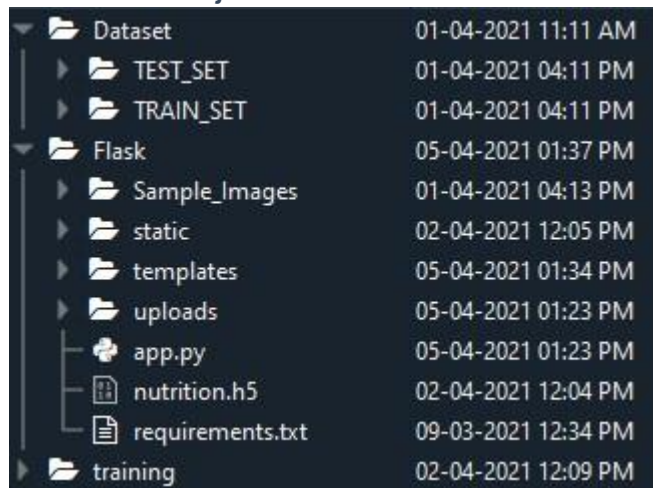 Dataset 01-04-2021 11:11 AM
TEST_SET 01-04-2021 04:11 PM
TRAIN_SET 01-04-2021 04:11 PM
Flask 05-04-2021 01:37 PM
Sample_Images 01-04-2021 04:13 PM
static 02-04-2021 12:05 PM
templates 05-04-2021 01:34 PM
uploads 05-04-2021 01:23 PM
app.py 05-04-2021 01:23 PM
nutrition.h5 02-04-2021 12:04 PM
requirements.txt 09-03-2021 12:34 PM
training 02-04-2021 12:09 PM